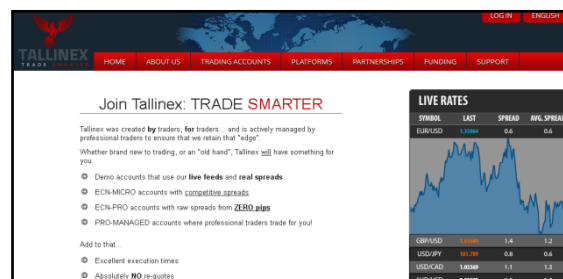 LOG IN
ENGLISH
TALLINEX
TRADE SMARTER
HOME
ABOUT US
TRADING ACCOUNTS
PLATFORMS
PARTNERSHIPS
FUNDING
SUPPORT
Join Tallinex: TRADE SMARTER
Tallinex was created by traders, for traders... and is actively managed by
professional traders to ensure that we retain that "edge".
Whether brand new to trading, or an "old hand", Tallinex will have something for
you:
Demo accounts that use our live feeds and real spreads
ECN-MICRO accounts with competitive spreads
ECN-PRO accounts with raw spreads from ZERO pips
PRO-MANAGED accounts where professional traders trade for you!
Add to that...
Excellent execution times
Absolutely NO re-quotes
LIVE RATES
SYMBOL LAST SPREAD AVG. SPREAD
EUR/USD 0.6 0.6
GBP/USD 1.4 1.2
USD/JPY 101.789 0.8 0.6
USD/CAD 1.03369 1.1 1.3